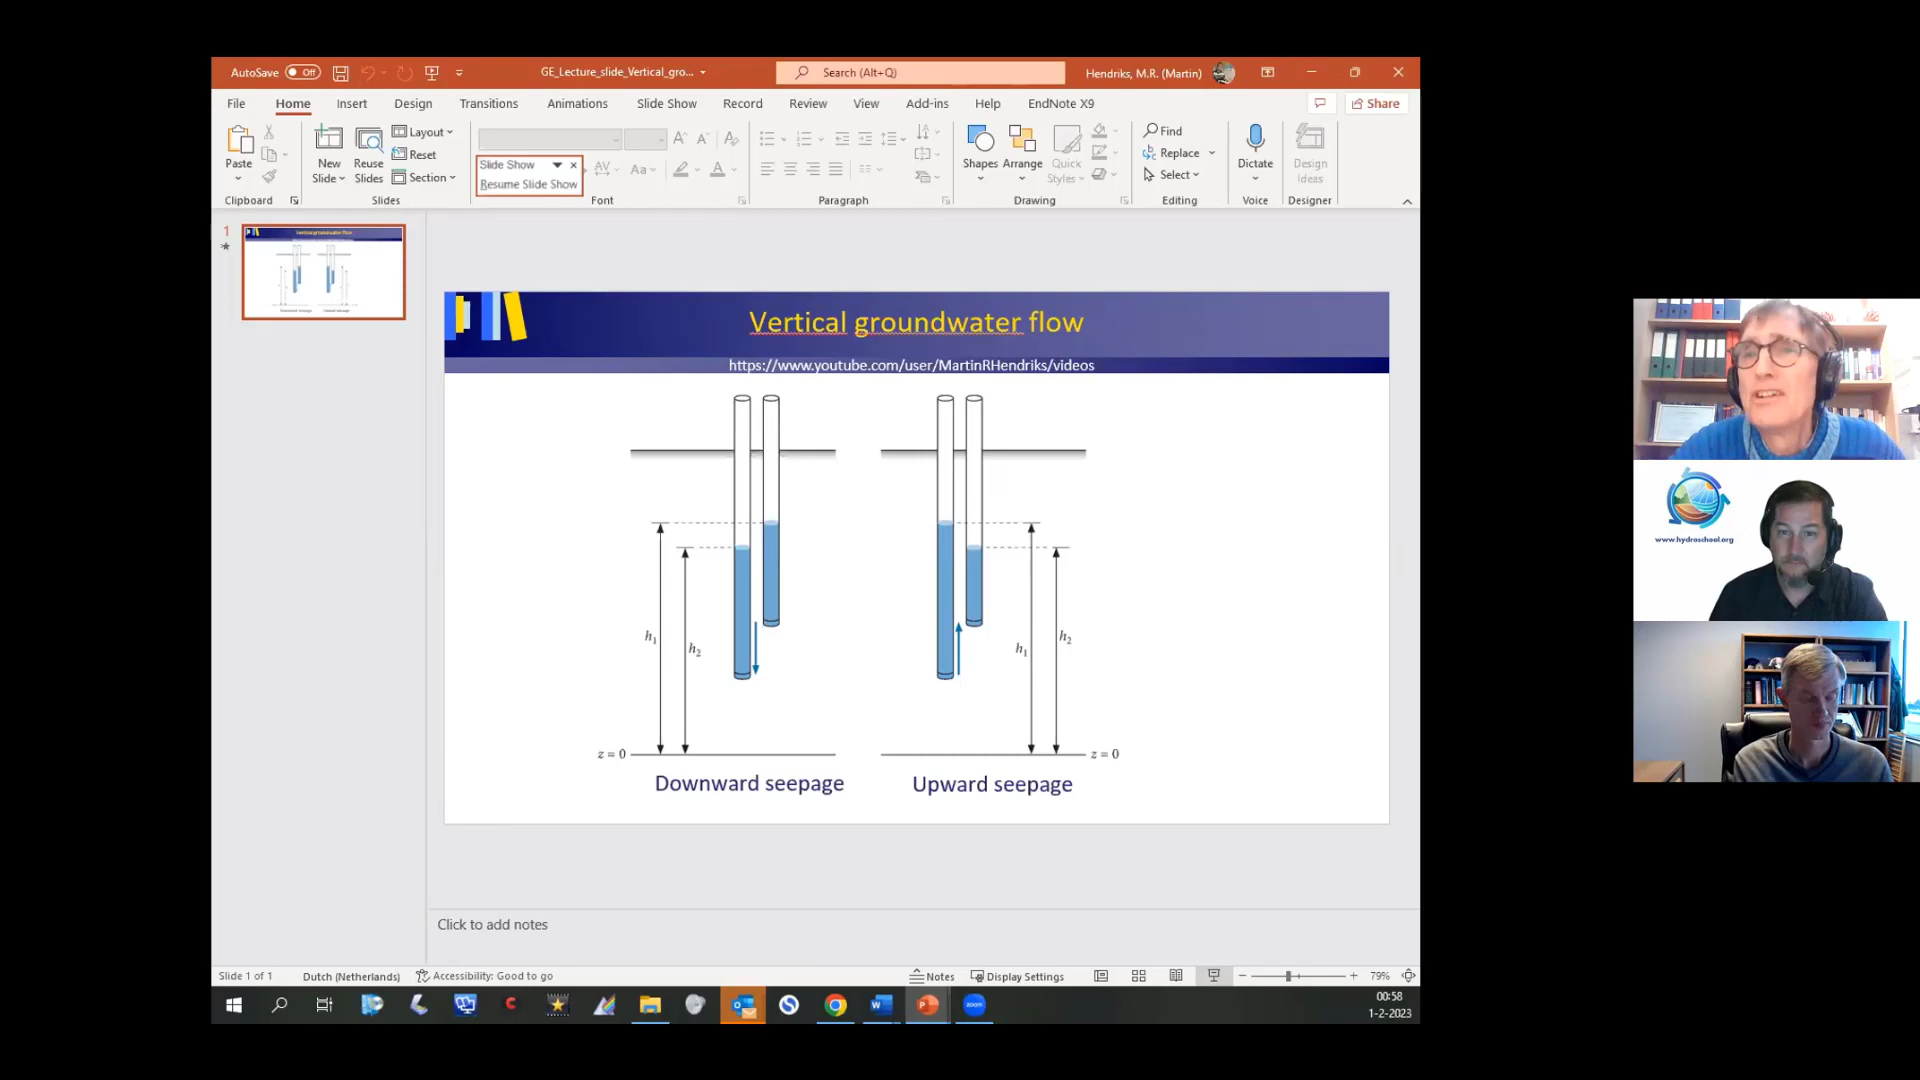 AutoSave Off GE_Lecture_slide_Vertical_gro... Search (Alt+Q) Hendriks, M.R. (Martin)
File Home Insert Design Transitions Animations Slide Show Record Review View Add-ins Help EndNote X9 Share
Paste
New
Slide
Reuse
Slides
Layout
Reset
Section
Slide Show
Resume Slide Show
Aa
Shapes
Arrange
Quick
Styles
Find
Replace
Select
Dictate
Design
Ideas
Clipboard Slides Font Paragraph Drawing Editing Voice Designer
1
Vertical groundwater flow
https://www.youtube.com/user/MartinRHendriks/videos
h1
h2
h1
h2
z = 0
z = 0
Downward seepage
Upward seepage
www.hydroschool.org
Click to add notes
Slide 1 of 1 Dutch (Netherlands) Accessibility: Good to go Notes Display Settings 79%
zoom
00:58
1-2-2023